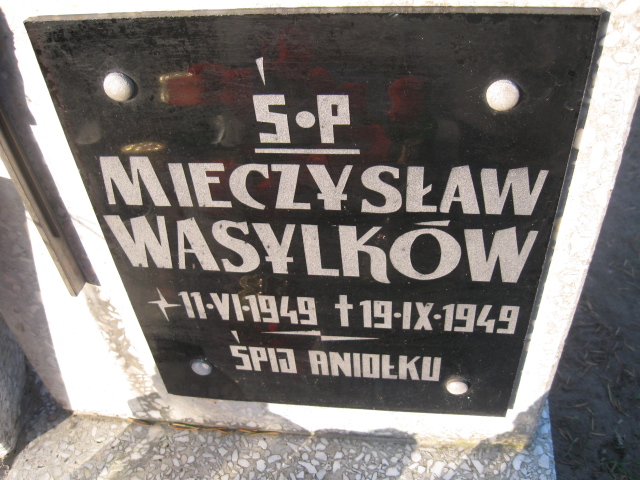 Ś·P
MIECZYSŁAW
WASYLKÓW
11·VI·1949 † 19·IX·1949
ŚPIJ ANIOŁKU